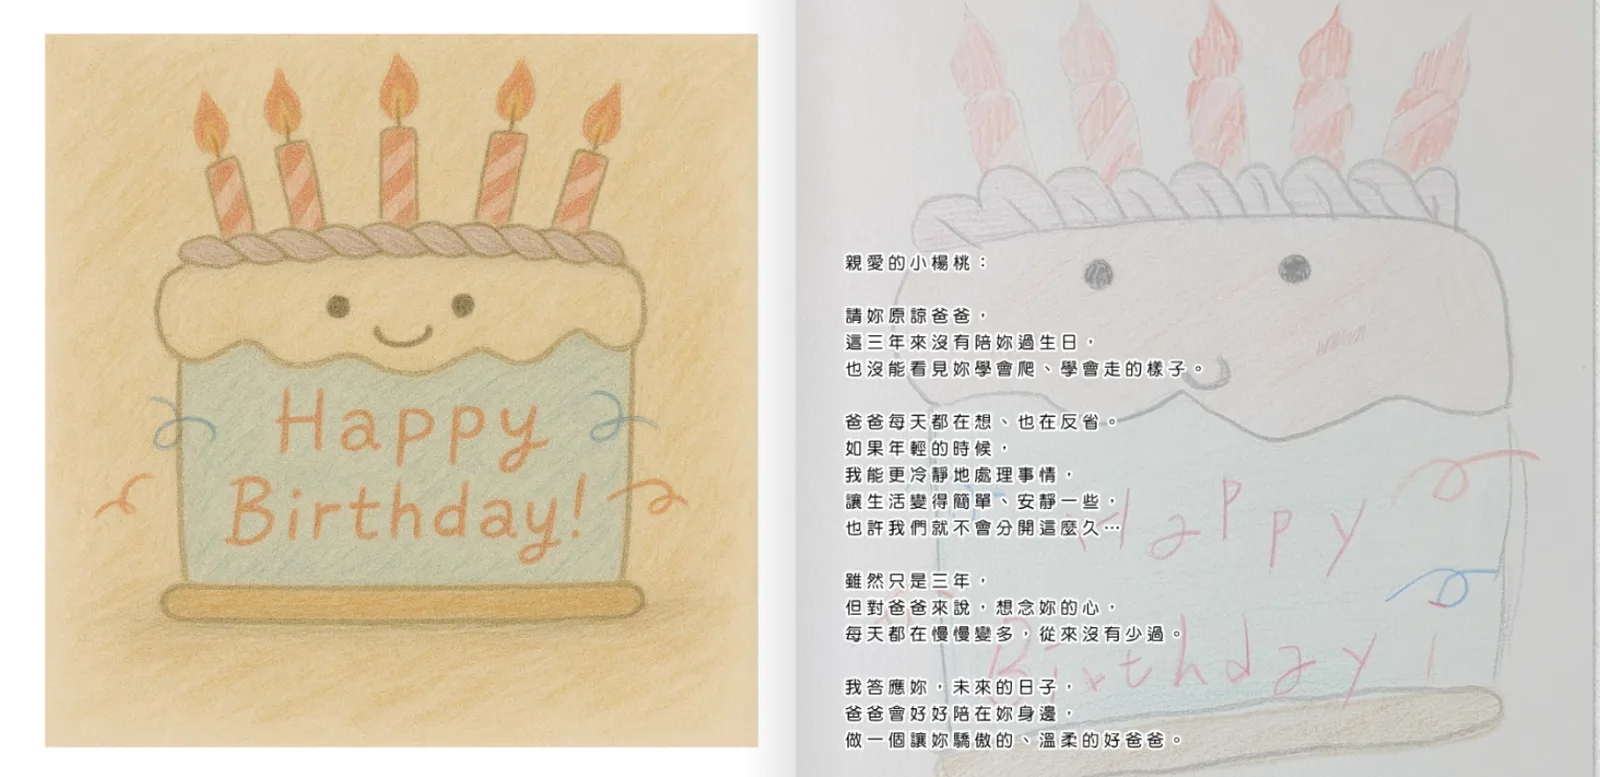 Happy
Birthday!
親愛的小楊桃：
請妳原諒爸爸，
這三年來沒有陪妳過生日，
也沒能看見妳學會爬、學會走的樣子。
爸爸每天都在想、也在反省。
如果年輕的時候，
我能更冷靜地處理事情，
讓生活變得簡單、安靜一些，
也許我們就不會分開這麼久…
雖然只是三年，
但對爸爸來說，想念妳的心，
每天都在慢慢變多，從來沒有少過。
我答應妳，未來的日子，
爸爸會好好陪在妳身邊，
做一個讓妳驕傲的、溫柔的好爸爸。
Happy
Birthday!